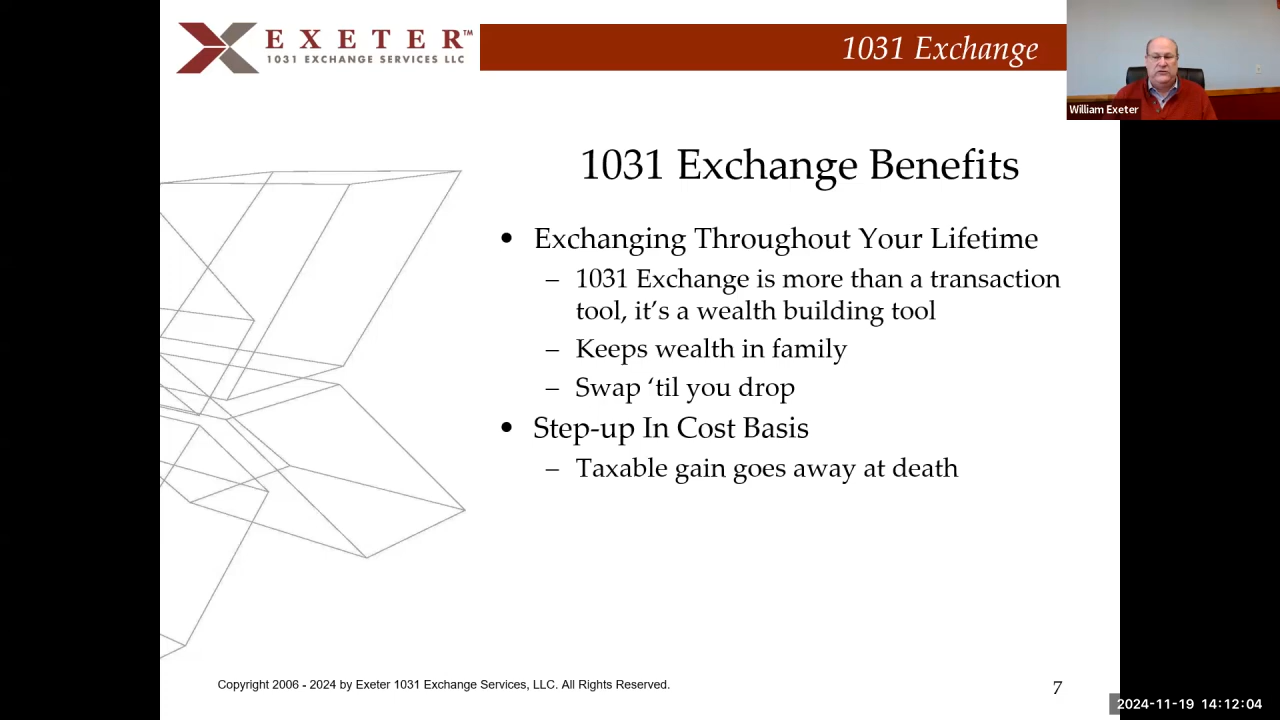 EXETER™
1031 EXCHANGE SERVICES LLC
1031 Exchange
William Exeter
1031 Exchange Benefits
• Exchanging Throughout Your Lifetime
– 1031 Exchange is more than a transaction
tool, it’s a wealth building tool
– Keeps wealth in family
– Swap ‘til you drop
• Step-up In Cost Basis
– Taxable gain goes away at death
Copyright 2006 - 2024 by Exeter 1031 Exchange Services, LLC. All Rights Reserved.
7
2024-11-19 14:12:04